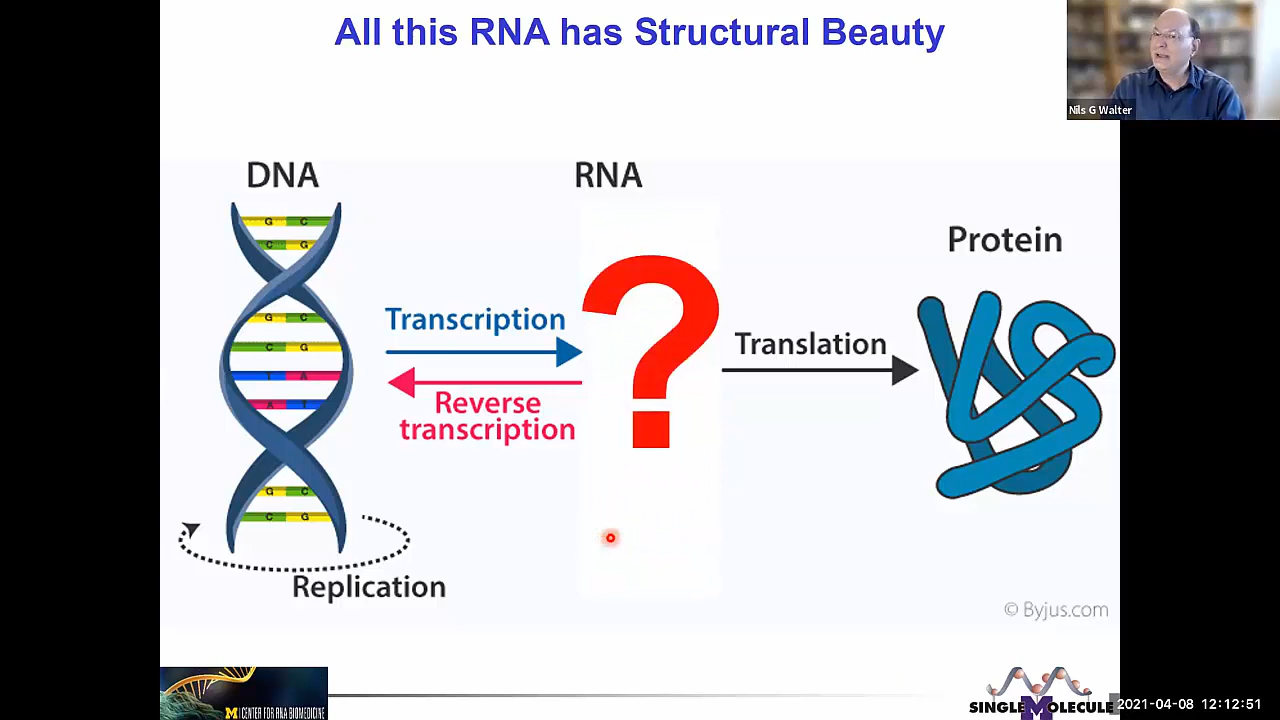 All this RNA has Structural Beauty
Nils G Walter
DNA
RNA
Protein
G C
C G
G C
C G
T A
A T
G C
C G
Transcription
Reverse
transcription
Translation
Replication
© Byjus.com
M | CENTER FOR RNA BIOMEDICINE
SINGLE MOLECULE
2021-04-08 12:12:51